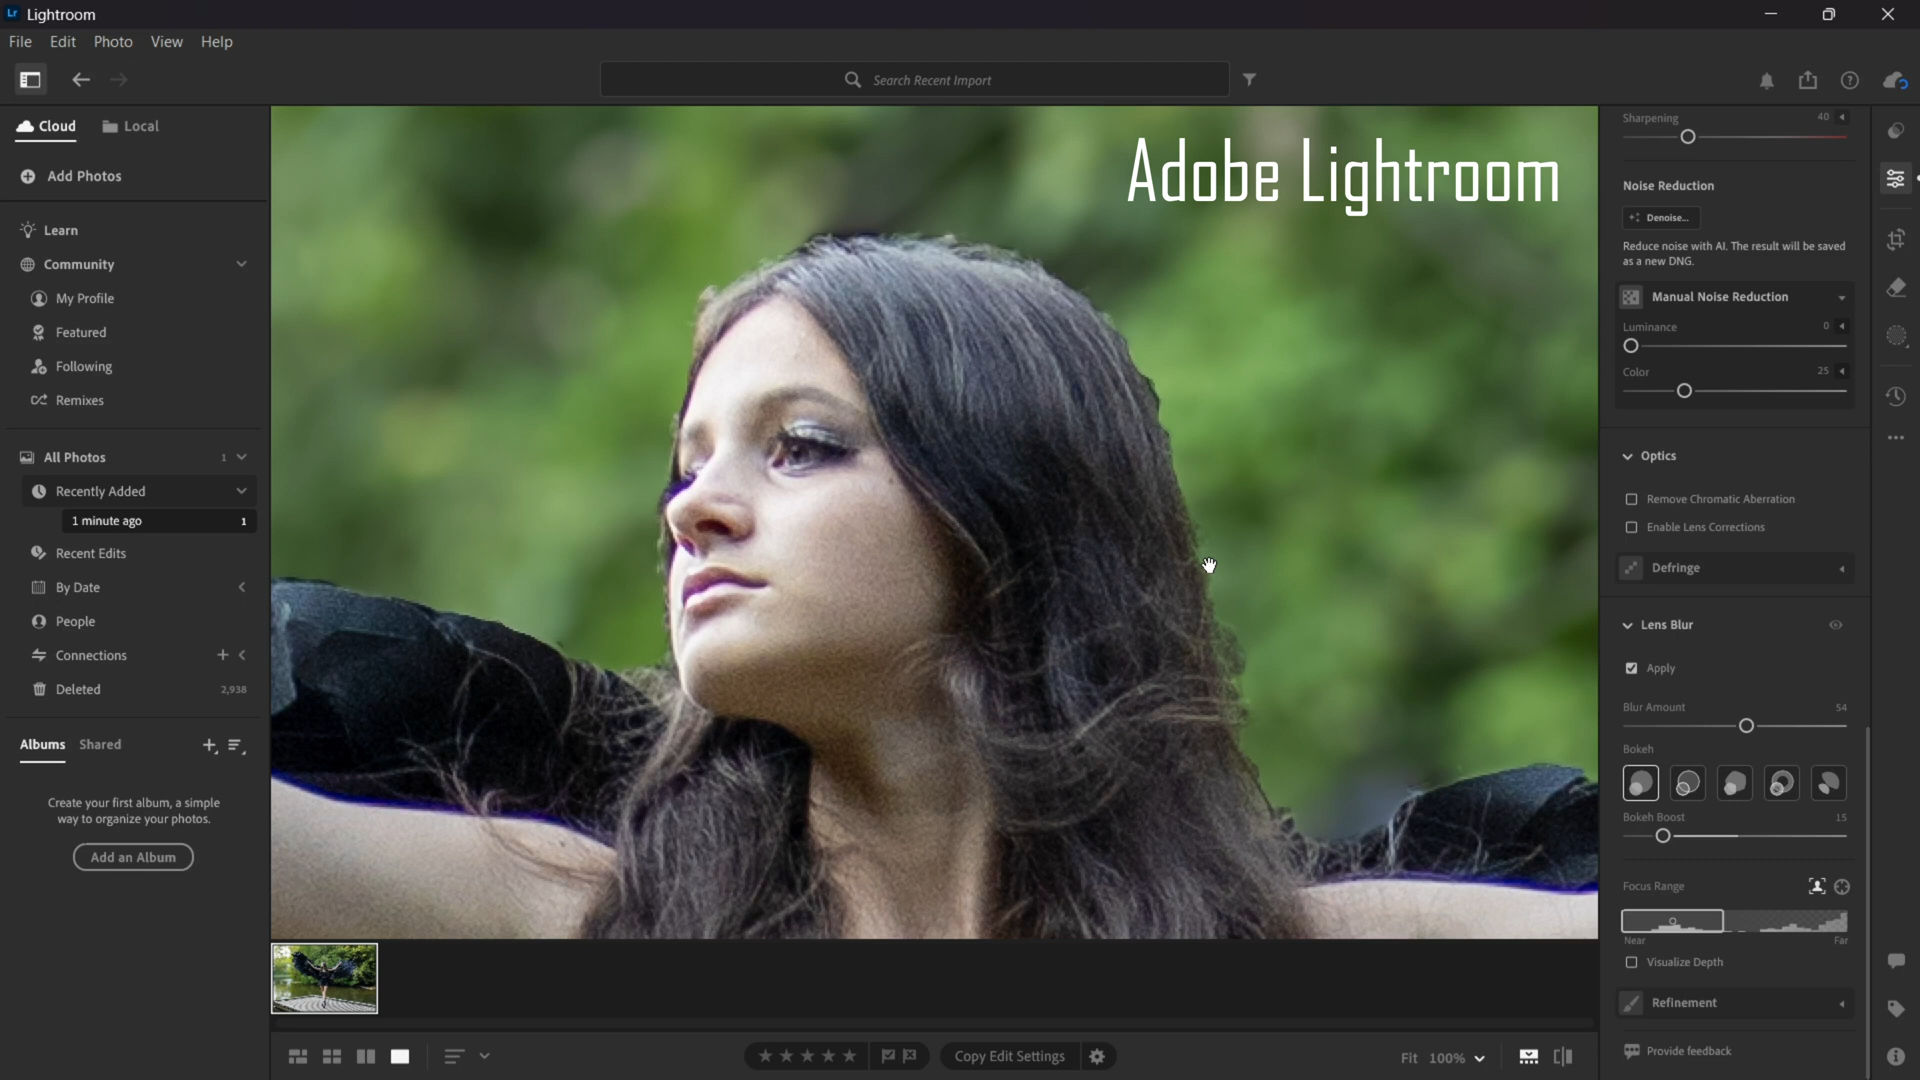 Lr Lightroom
File Edit Photo View Help
Search Recent Import
Cloud Local
Add Photos
Learn
Community
My Profile
Featured
Following
Remixes
All Photos 1
Recently Added
1 minute ago 1
Recent Edits
By Date
People
Connections
Deleted 2,938
Albums Shared
Create your first album, a simple
way to organize your photos.
Add an Album
Adobe Lightroom
Copy Edit Settings
Fit 100%
Sharpening 40
Noise Reduction
Denoise...
Reduce noise with AI. The result will be saved
as a new DNG.
Manual Noise Reduction
Luminance 0
Color 25
Optics
Remove Chromatic Aberration
Enable Lens Corrections
Defringe
Lens Blur
Apply
Blur Amount 54
Bokeh
Bokeh Boost 15
Focus Range
Near Far
Visualize Depth
Refinement
Provide feedback